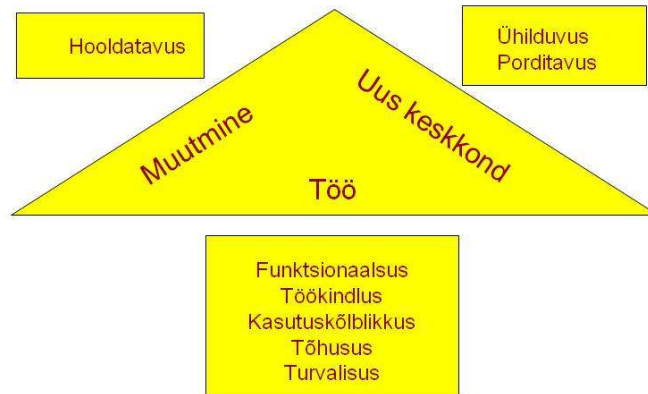 Hooldatavus
Ühilduvus
Porditavus
Muutmine
Uus keskkond
Töö
Funktsionaalsus
Töökindlus
Kasutuskõlblikkus
Tõhusus
Turvalisus